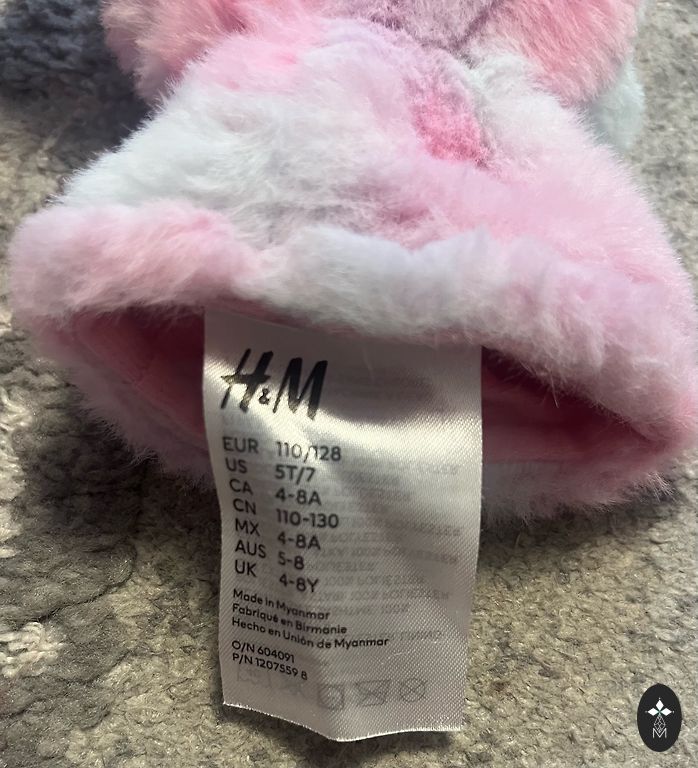 H&M
EUR 110/128
US 5T/7
CA 4-8A
CN 110-130
MX 4-8A
AUS 5-8
UK 4-8Y
Made in Myanmar
Fabriqué en Birmanie
Hecho en Unión de Myanmar
O/N 604091
P/N 1207559 8
M